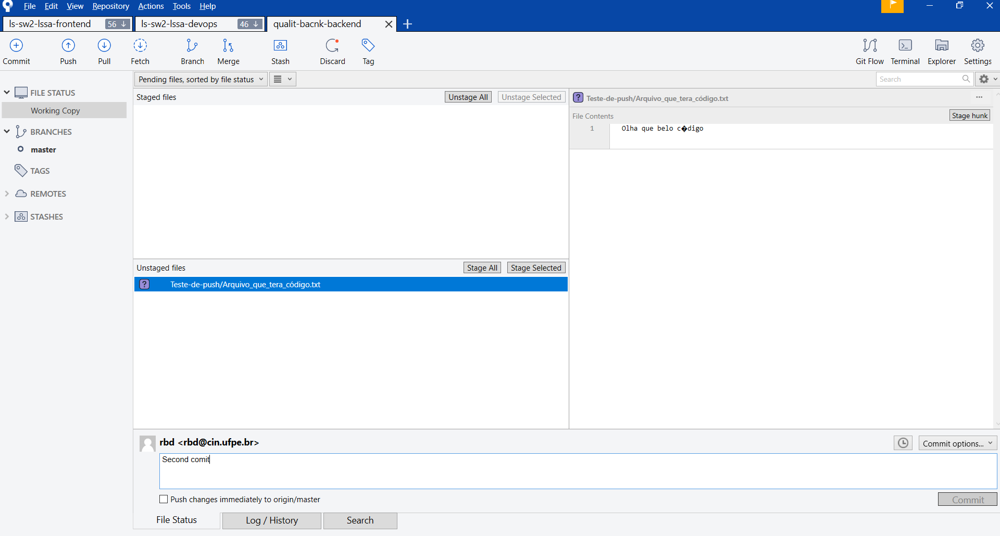 File Edit View Repository Actions Tools Help
ls-sw2-lssa-frontend 56 ↓ ls-sw2-lssa-devops 46 ↓ qualit-bacnk-backend
Commit Push Pull Fetch Branch Merge Stash Discard Tag Git Flow Terminal Explorer Settings
Pending files, sorted by file status Search
FILE STATUS
Working Copy
BRANCHES
master
TAGS
REMOTES
STASHES
Staged files Unstage All Unstage Selected
Unstaged files Stage All Stage Selected
? Teste-de-push/Arquivo_que_tera_código.txt
? Teste-de-push/Arquivo_que_tera_código.txt ...
File Contents Stage hunk
1 Olha que belo c�digo
rbd <rbd@cin.ufpe.br> Commit options...
Second comit
Push changes immediately to origin/master Commit
File Status Log / History Search